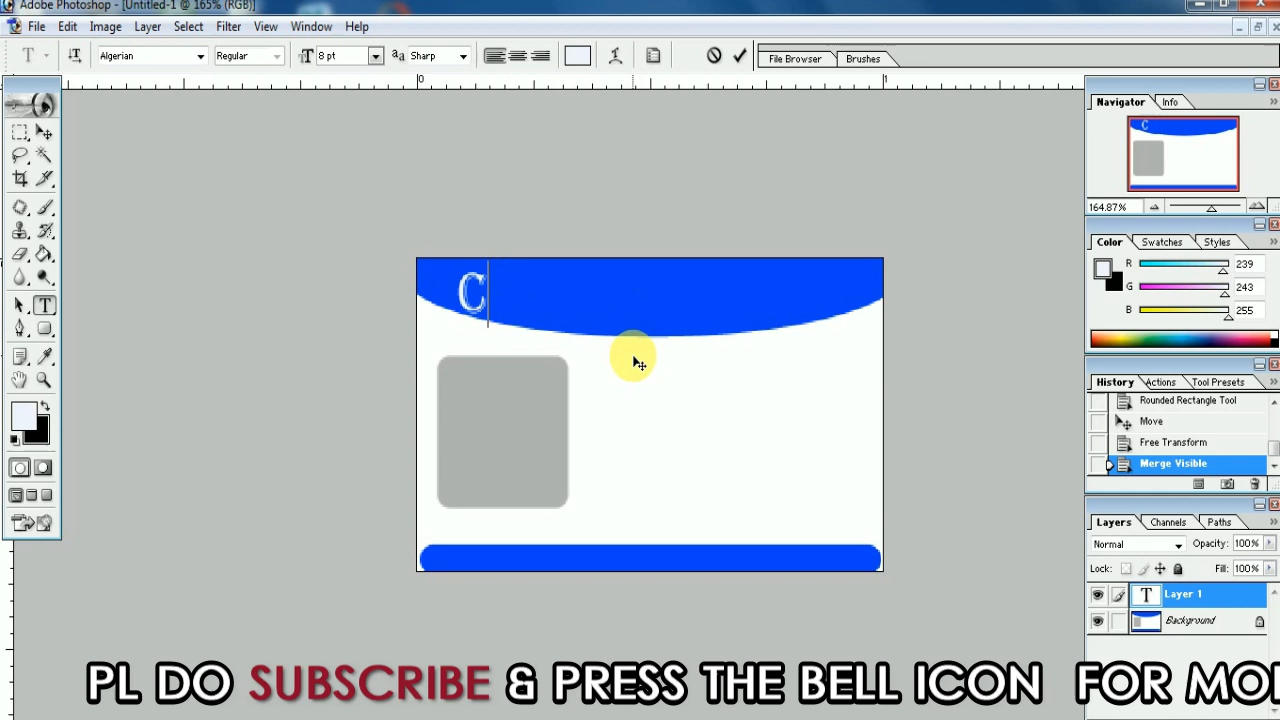 Adobe Photoshop - [Untitled-1 @ 165% (RGB)]
File Edit Image Layer Select Filter View Window Help
T Algerian Regular T 8 pt aa Sharp File Browser Brushes
0 1
Navigator Info
C
164.87%
Color Swatches Styles
R 239
G 243
B 255
C
T
History Actions Tool Presets
Rounded Rectangle Tool
Move
Free Transform
Merge Visible
Layers Channels Paths
Normal Opacity: 100%
Lock: Fill: 100%
T Layer 1
Background
PL DO SUBSCRIBE & PRESS THE BELL ICON FOR MO